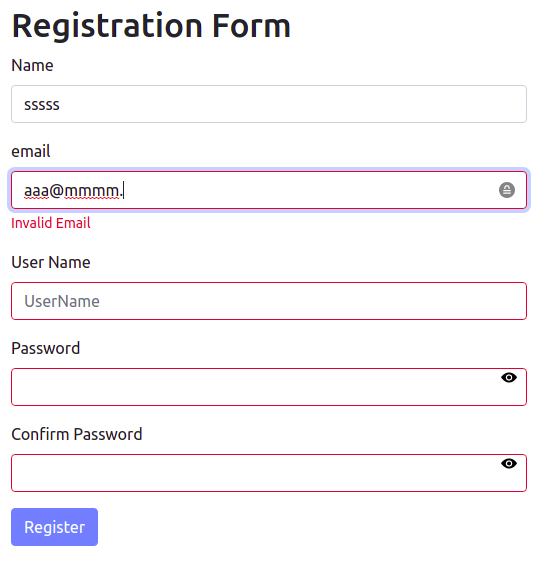 Registration Form
Name
sssss
email
aaa@mmmm.
Invalid Email
User Name
UserName
Password
Confirm Password
Register